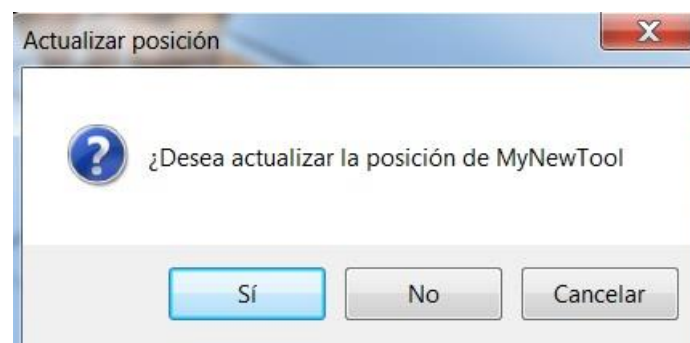 Actualizar posición
¿Desea actualizar la posición de MyNewTool
Sí
No
Cancelar